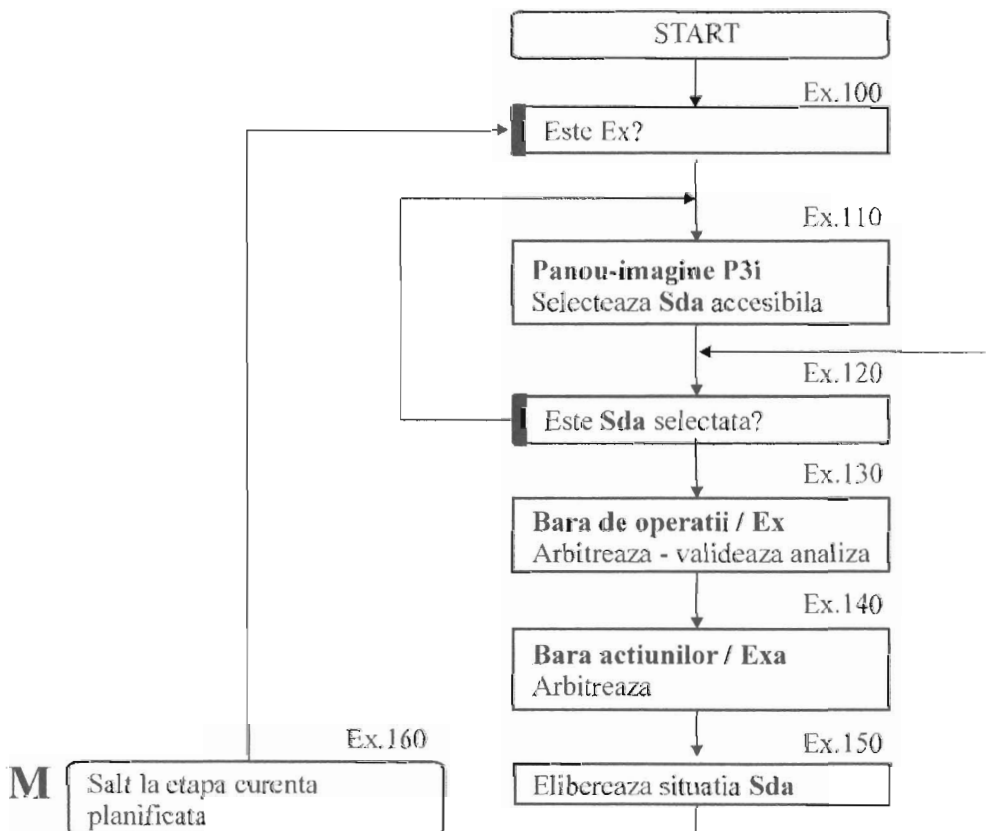 START
Ex.100
Este Ex?
Ex.110
Panou-imagine P3i
Selecteaza Sda accesibila
Ex.120
Este Sda selectata?
Ex.130
Bara de operatii / Ex
Arbitreaza - valideaza analiza
Ex.140
Bara actiunilor / Exa
Arbitreaza
Ex.150
Elibereaza situatia Sda
Ex.160
M
Salt la etapa curenta
planificata